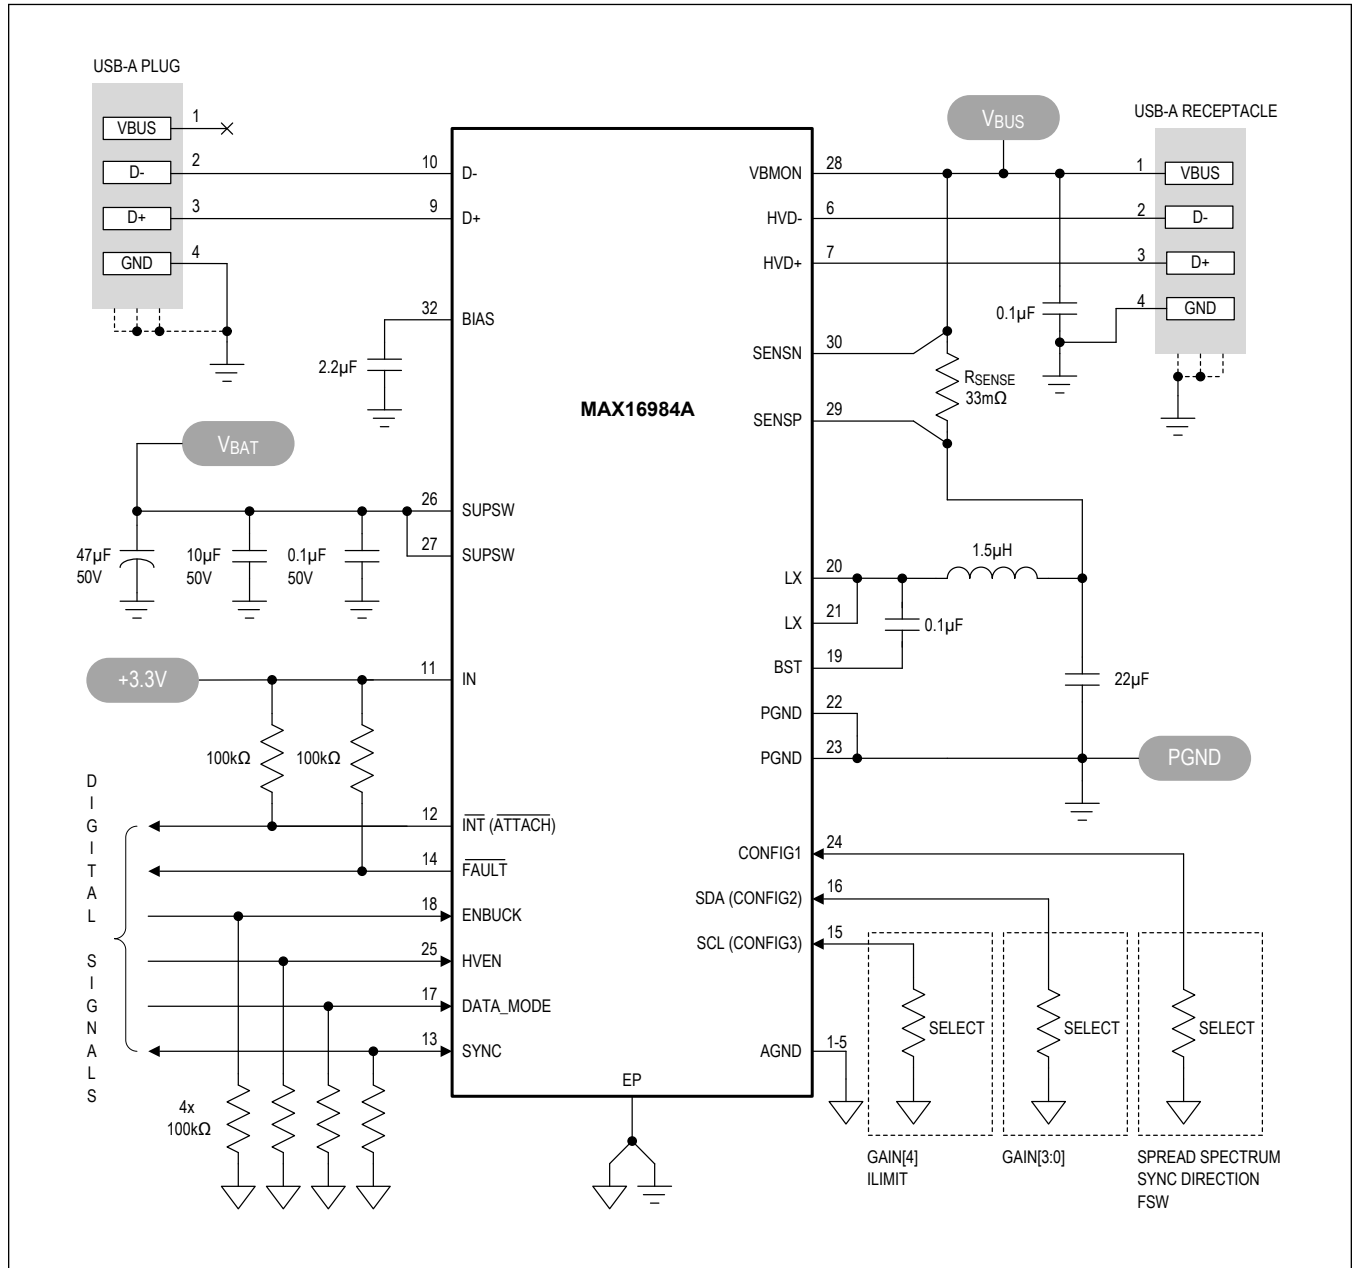 USB-A PLUG
VBUS
1
D-
2
D+
3
GND
4
10
D-
9
D+
32
BIAS
2.2µF
VBAT
26
SUPSW
27
SUPSW
47µF
50V
10µF
50V
0.1µF
50V
+3.3V
11
IN
100kΩ
100kΩ
DIGITAL SIGNALS
12
INT (ATTACH)
14
FAULT
18
ENBUCK
25
HVEN
17
DATA_MODE
13
SYNC
4x
100kΩ
MAX16984A
EP
VBUS
USB-A RECEPTACLE
VBMON
28
1
VBUS
HVD-
6
2
D-
HVD+
7
3
D+
4
GND
0.1µF
SENSN
30
RSENSE
33mΩ
SENSP
29
1.5µH
LX
20
LX
21
0.1µF
BST
19
22µF
PGND
22
PGND
23
PGND
CONFIG1
24
SDA (CONFIG2)
16
SCL (CONFIG3)
15
SELECT
SELECT
SELECT
AGND
1-5
GAIN[4]
ILIMIT
GAIN[3:0]
SPREAD SPECTRUM
SYNC DIRECTION
FSW